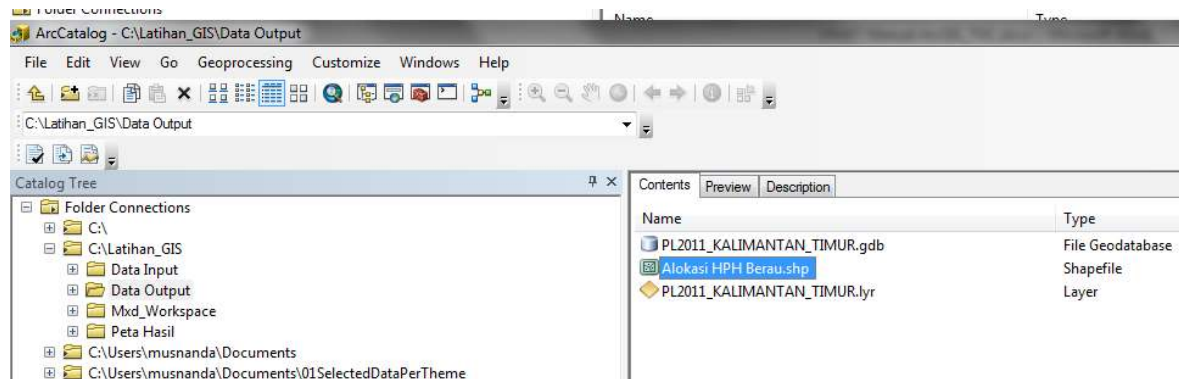 Folder Connections
Name Type
ArcCatalog - C:\Latihan_GIS\Data Output
File Edit View Go Geoprocessing Customize Windows Help
C:\Latihan_GIS\Data Output
Catalog Tree
Folder Connections
C:\
C:\Latihan_GIS
Data Input
Data Output
Mxd_Workspace
Peta Hasil
C:\Users\musnanda\Documents
C:\Users\musnanda\Documents\01SelectedDataPerTheme
Contents Preview Description
Name Type
PL2011_KALIMANTAN_TIMUR.gdb File Geodatabase
Alokasi HPH Berau.shp Shapefile
PL2011_KALIMANTAN_TIMUR.lyr Layer